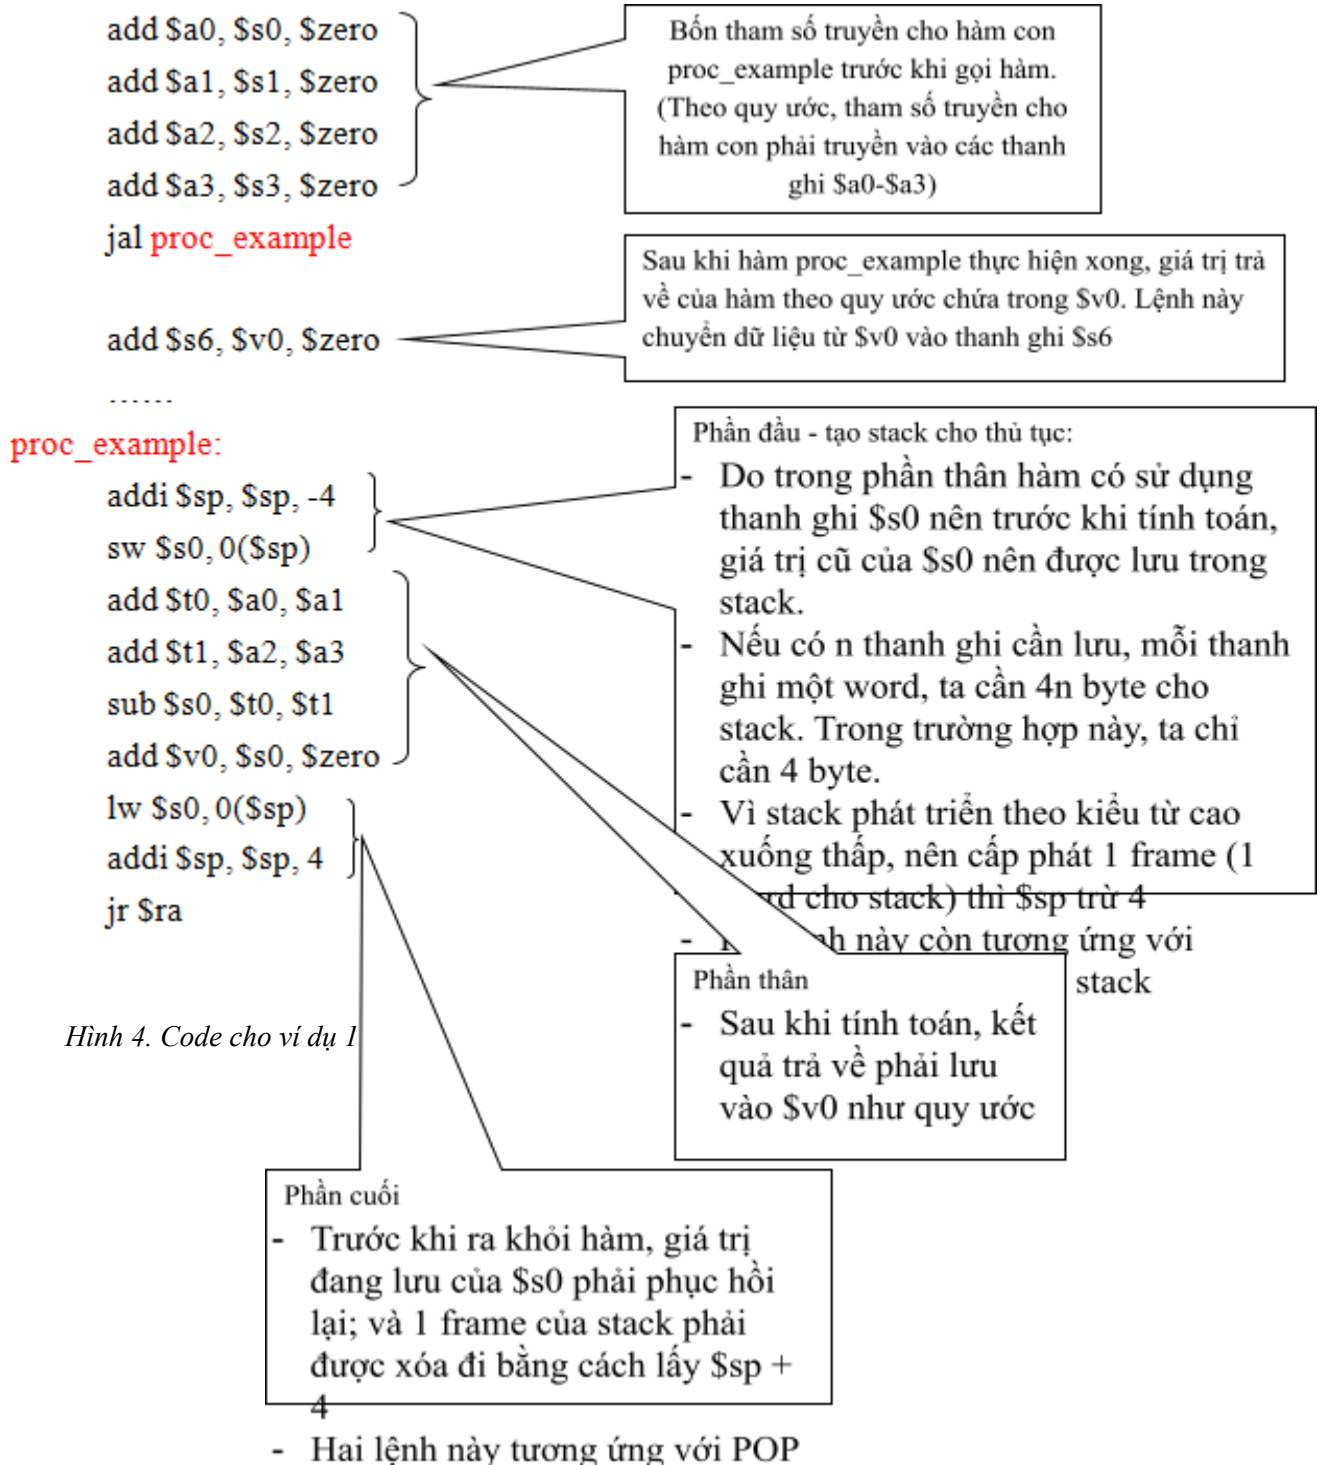 add $a0, $s0, $zero
add $a1, $s1, $zero
add $a2, $s2, $zero
add $a3, $s3, $zero
jal proc_example
add $s6, $v0, $zero
......
proc_example:
addi $sp, $sp, -4
sw $s0, 0($sp)
add $t0, $a0, $a1
add $t1, $a2, $a3
sub $s0, $t0, $t1
add $v0, $s0, $zero
lw $s0, 0($sp)
addi $sp, $sp, 4
jr $ra
Hình 4. Code cho ví dụ 1
Bốn tham số truyền cho hàm con
proc_example trước khi gọi hàm.
(Theo quy ước, tham số truyền cho
hàm con phải truyền vào các thanh
ghi $a0-$a3)
Sau khi hàm proc_example thực hiện xong, giá trị trả
về của hàm theo quy ước chứa trong $v0. Lệnh này
chuyển dữ liệu từ $v0 vào thanh ghi $s6
Phần đầu - tạo stack cho thủ tục:
- Do trong phần thân hàm có sử dụng
thanh ghi $s0 nên trước khi tính toán,
giá trị cũ của $s0 nên được lưu trong
stack.
- Nếu có n thanh ghi cần lưu, mỗi thanh
ghi một word, ta cần 4n byte cho
stack. Trong trường hợp này, ta chỉ
cần 4 byte.
- Vì stack phát triển theo kiểu từ cao
xuống thấp, nên cấp phát 1 frame (1
cho stack) thì $sp trừ 4
- này còn tương ứng với
stack
Phần thân
- Sau khi tính toán, kết
quả trả về phải lưu
vào $v0 như quy ước
Phần cuối
- Trước khi ra khỏi hàm, giá trị
đang lưu của $s0 phải phục hồi
lại; và 1 frame của stack phải
được xóa đi bằng cách lấy $sp +
4
- Hai lệnh này tương ứng với POP